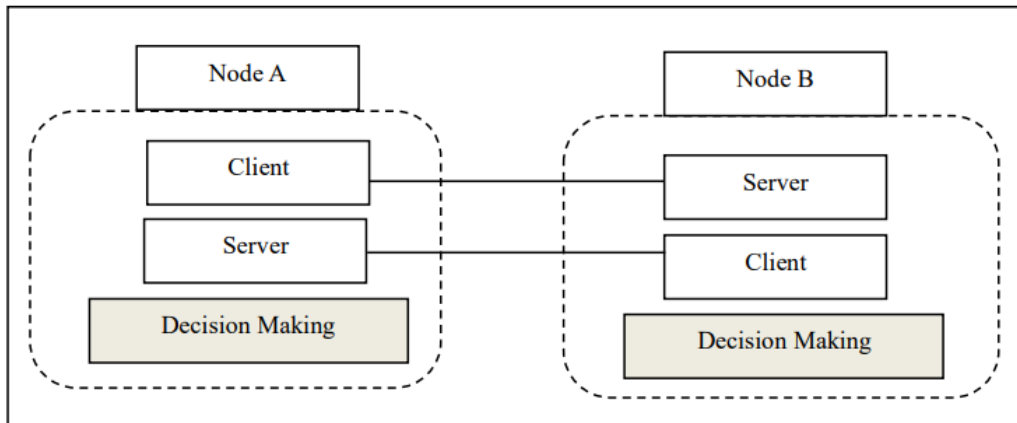 Node A
Client
Server
Decision Making
Node B
Server
Client
Decision Making